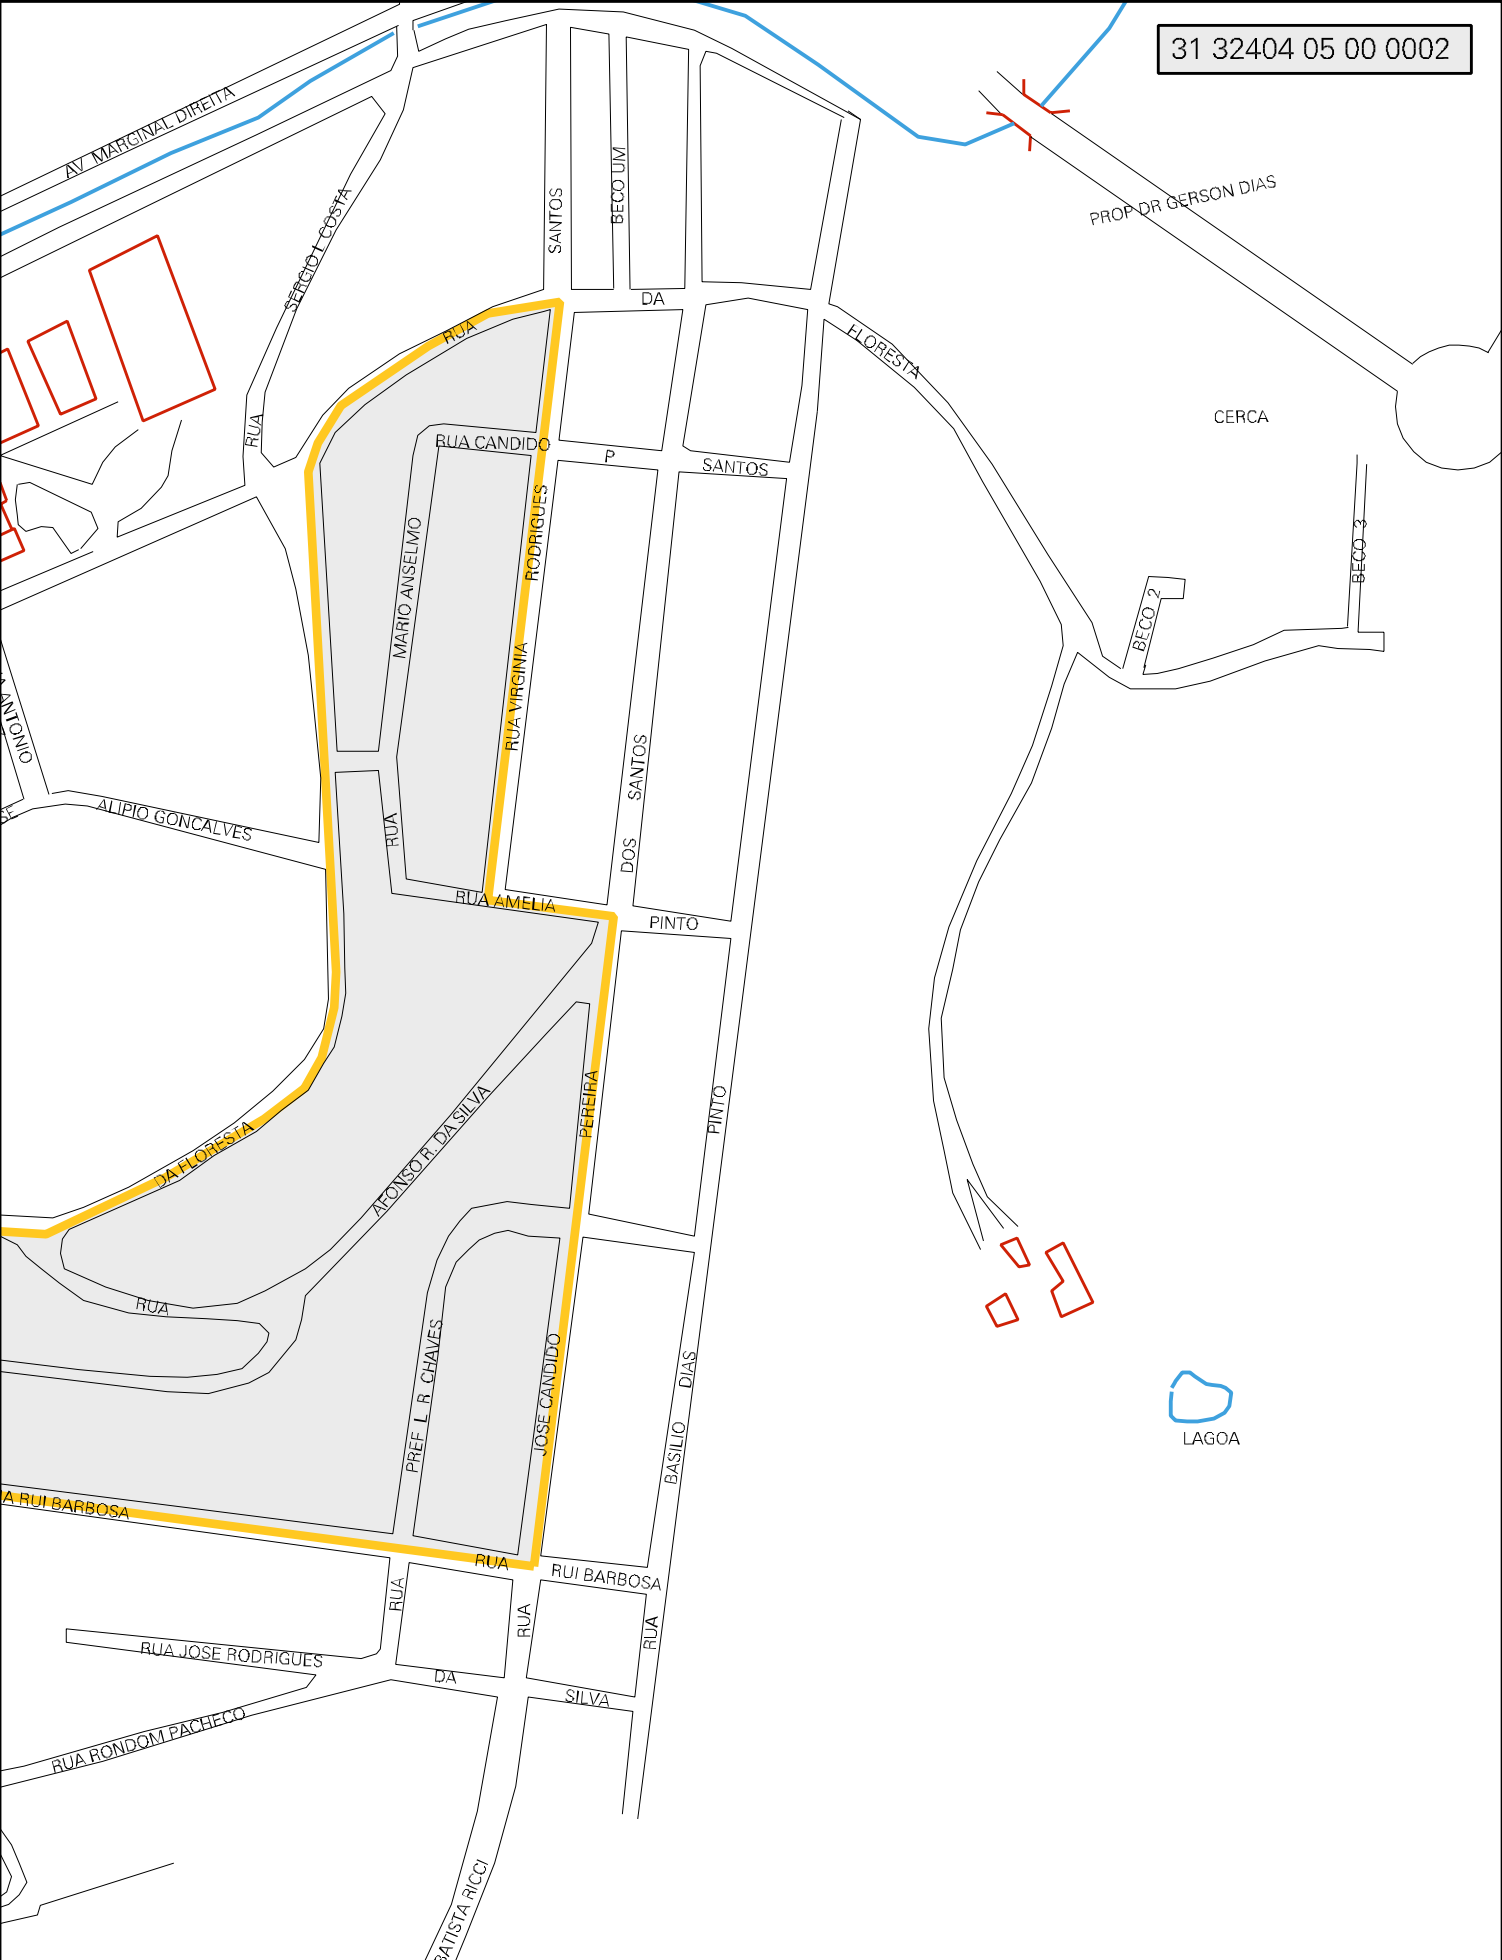 31 32404 05 00 0002
AV MARGINAL DIREITA
SERGIO L COSTA
RUA
SANTOS
BECO UM
PROP DR GERSON DIAS
DA
FLORESTA
RUA
CERCA
RUA CANDIDO
P
SANTOS
RODRIGUES
MARIO ANSELMO
RUA VIRGINIA
BECO 3
BECO 2
ANTONIO
SE
ALIPIO GONCALVES
RUA
SANTOS
DOS
RUA AMELIA
PINTO
PEREIRA
PINTO
AFONSO R. DA SILVA
DA FLORESTA
RUA
PREF L R CHAVES
JOSE CANDIDO
DIAS
BASILIO
LAGOA
A RUI BARBOSA
RUA
RUI BARBOSA
RUA
RUA
RUA
RUA JOSE RODRIGUES
DA
SILVA
RUA RONDOM PACHECO
BATISTA RICCI